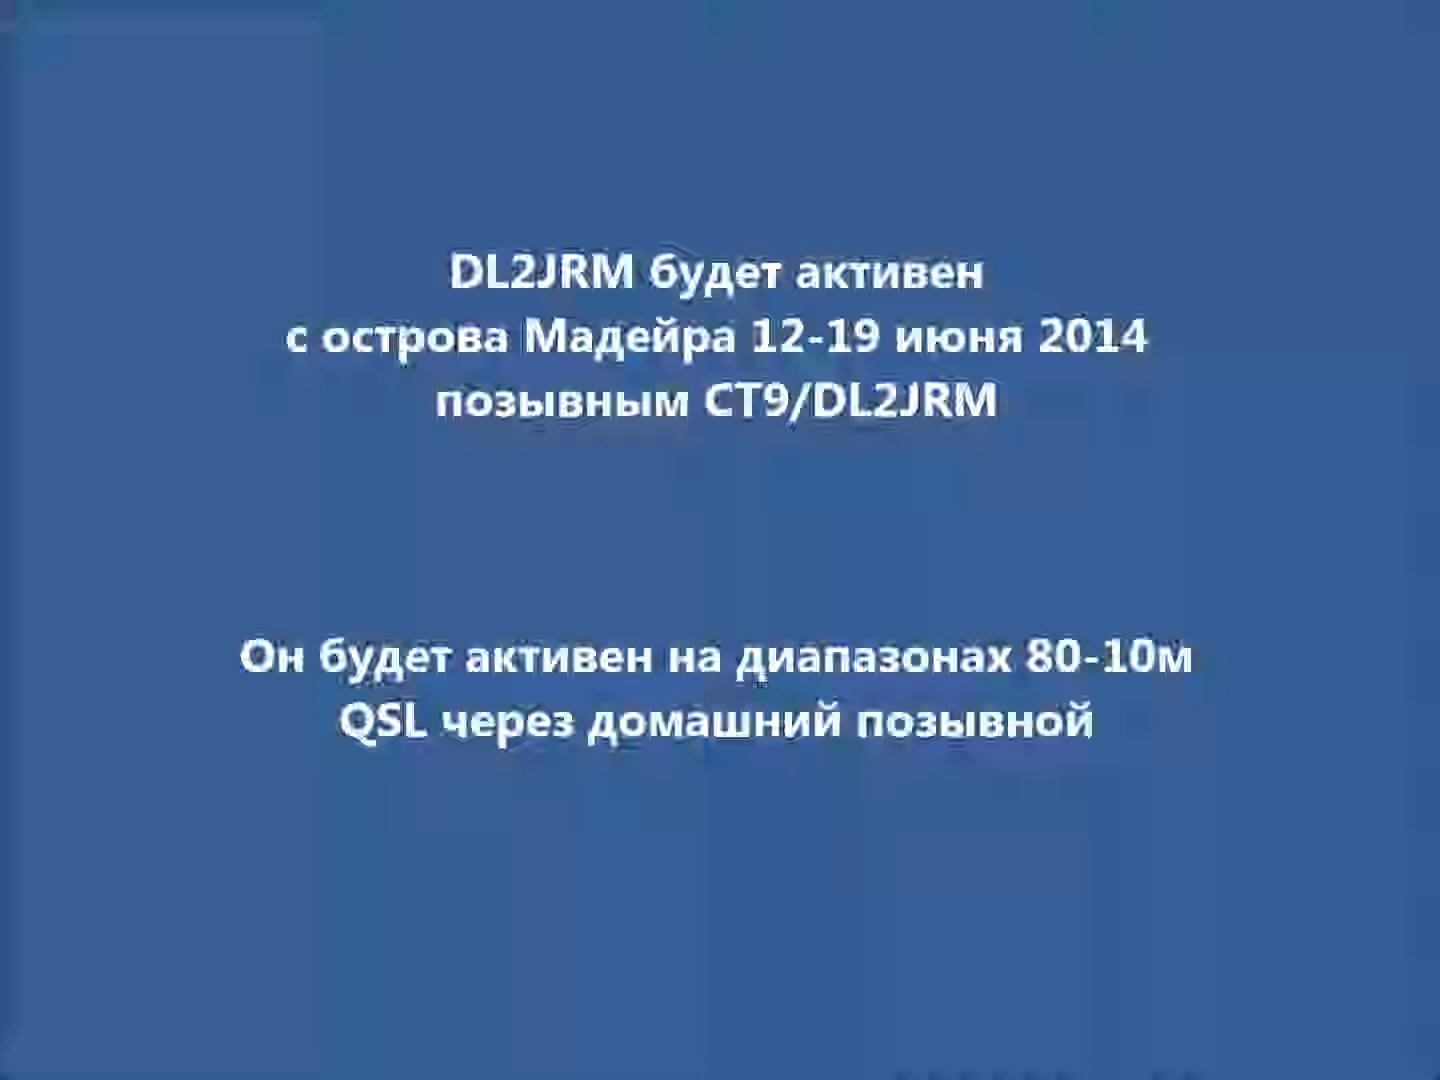 DL2JRM будет активен
с острова Мадейра 12-19 июня 2014
позывным CT9/DL2JRM
Он будет активен на диапазонах 80-10м
QSL через домашний позывной